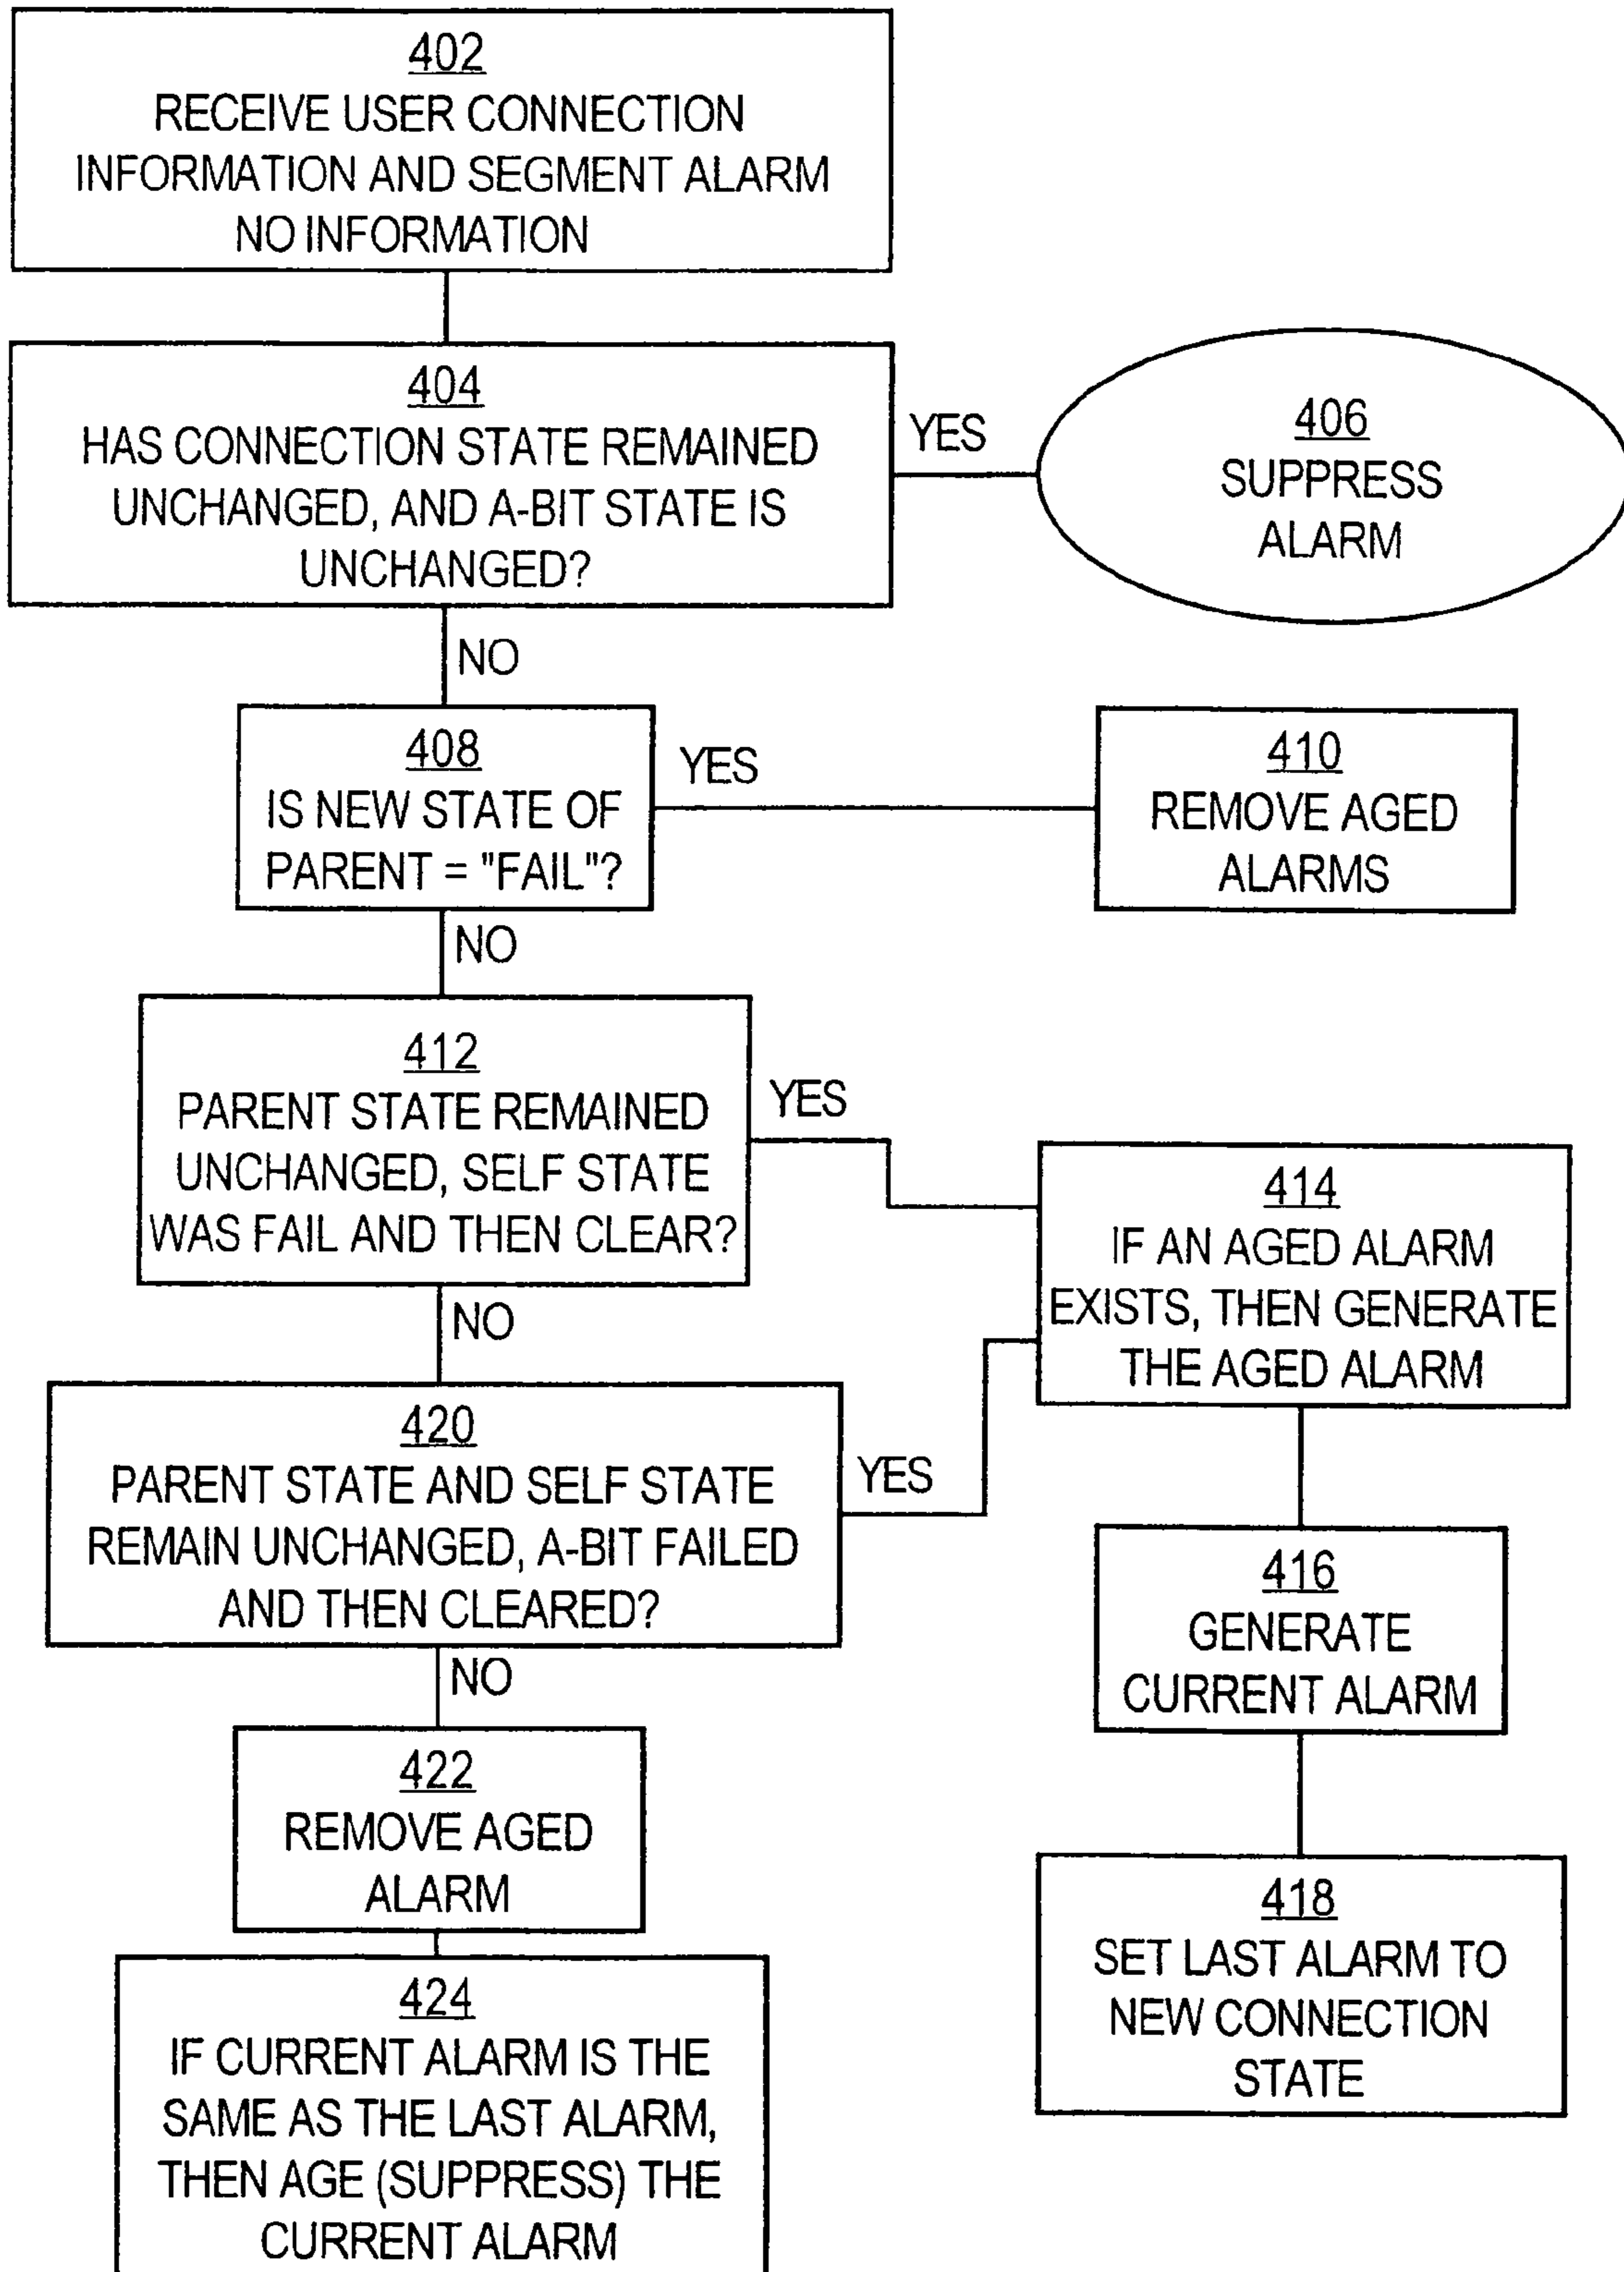 402
RECEIVE USER CONNECTION
INFORMATION AND SEGMENT ALARM
NO INFORMATION
404
HAS CONNECTION STATE REMAINED
UNCHANGED, AND A-BIT STATE IS
UNCHANGED?
YES
406
SUPPRESS
ALARM
NO
408
IS NEW STATE OF
PARENT = "FAIL"?
YES
410
REMOVE AGED
ALARMS
NO
412
PARENT STATE REMAINED
UNCHANGED, SELF STATE
WAS FAIL AND THEN CLEAR?
YES
414
IF AN AGED ALARM
EXISTS, THEN GENERATE
THE AGED ALARM
NO
420
PARENT STATE AND SELF STATE
REMAIN UNCHANGED, A-BIT FAILED
AND THEN CLEARED?
YES
416
GENERATE
CURRENT ALARM
NO
422
REMOVE AGED
ALARM
418
SET LAST ALARM TO
NEW CONNECTION
STATE
424
IF CURRENT ALARM IS THE
SAME AS THE LAST ALARM,
THEN AGE (SUPPRESS) THE
CURRENT ALARM